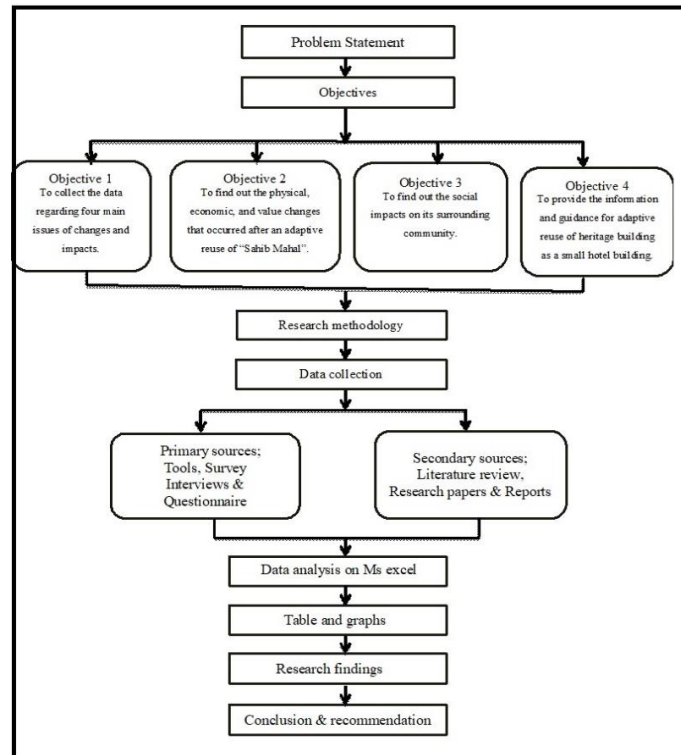 Problem Statement
Objectives
Objective 1
To collect the data
regarding four main
issues of changes and
impacts.
Objective 2
To find out the physical,
economic, and value changes
that occurred after an adaptive
reuse of “Sahib Mahal”.
Objective 3
To find out the social
impacts on its surrounding
community.
Objective 4
To provide the information
and guidance for adaptive
reuse of heritage building
as a small hotel building.
Research methodology
Data collection
Primary sources;
Tools, Survey
Interviews &
Questionnaire
Secondary sources;
Literature review,
Research papers & Reports
Data analysis on Ms excel
Table and graphs
Research findings
Conclusion & recommendation